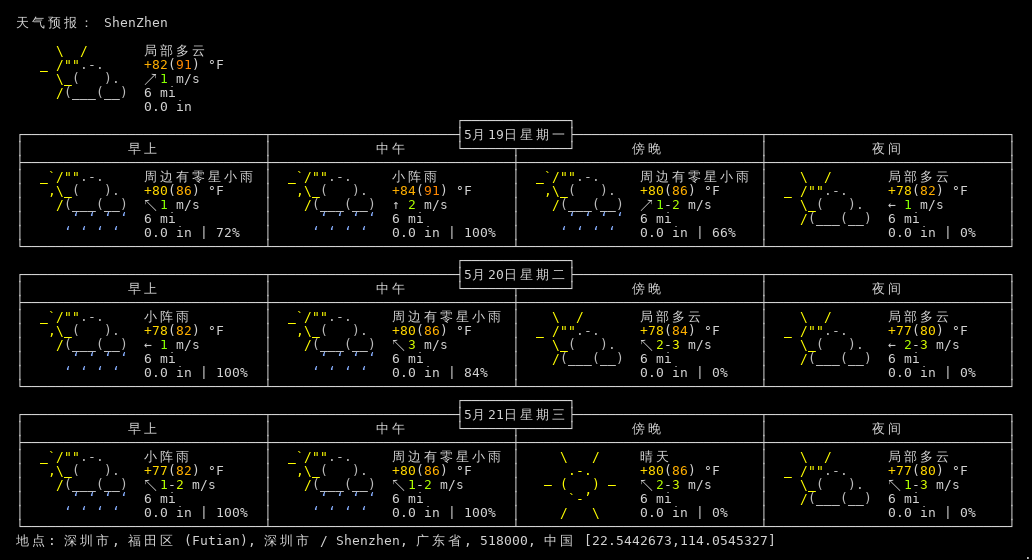 天气预报： ShenZhen
局部多云
+82(91) °F
↗1 m/s
6 mi
0.0 in
5月19日星期一
早上 中午 傍晚 夜间
周边有零星小雨 小阵雨 周边有零星小雨 局部多云
+80(86) °F +84(91) °F +80(86) °F +78(82) °F
↖1 m/s ↑ 2 m/s ↗1-2 m/s ← 1 m/s
6 mi 6 mi 6 mi 6 mi
0.0 in | 72% 0.0 in | 100% 0.0 in | 66% 0.0 in | 0%
5月20日星期二
早上 中午 傍晚 夜间
小阵雨 周边有零星小雨 局部多云 局部多云
+78(82) °F +80(86) °F +78(84) °F +77(80) °F
← 1 m/s ↖3 m/s ↖2-3 m/s ← 2-3 m/s
6 mi 6 mi 6 mi 6 mi
0.0 in | 100% 0.0 in | 84% 0.0 in | 0% 0.0 in | 0%
5月21日星期三
早上 中午 傍晚 夜间
小阵雨 周边有零星小雨 晴天 局部多云
+77(82) °F +80(86) °F +80(86) °F +77(80) °F
↖1-2 m/s ↖1-2 m/s ↖2-3 m/s ↖1-3 m/s
6 mi 6 mi 6 mi 6 mi
0.0 in | 100% 0.0 in | 100% 0.0 in | 0% 0.0 in | 0%
地点: 深圳市, 福田区 (Futian), 深圳市 / Shenzhen, 广东省, 518000, 中国 [22.5442673,114.0545327]